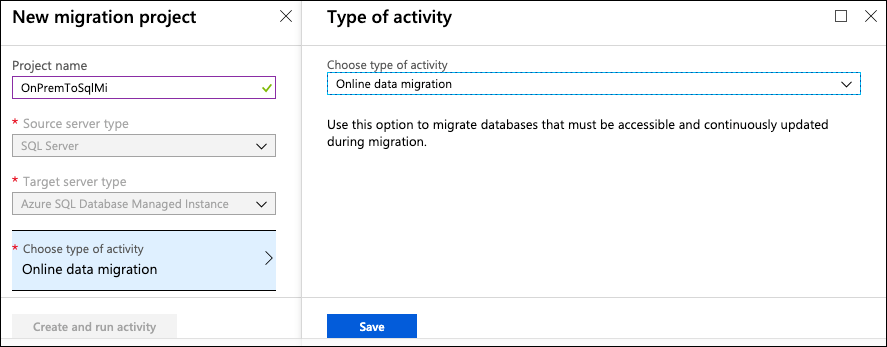 New migration project
Project name
OnPremToSqlMi
* Source server type
SQL Server
* Target server type
Azure SQL Database Managed Instance
* Choose type of activity
Online data migration
Create and run activity
Type of activity
Choose type of activity
Online data migration
Use this option to migrate databases that must be accessible and continuously updated
during migration.
Save